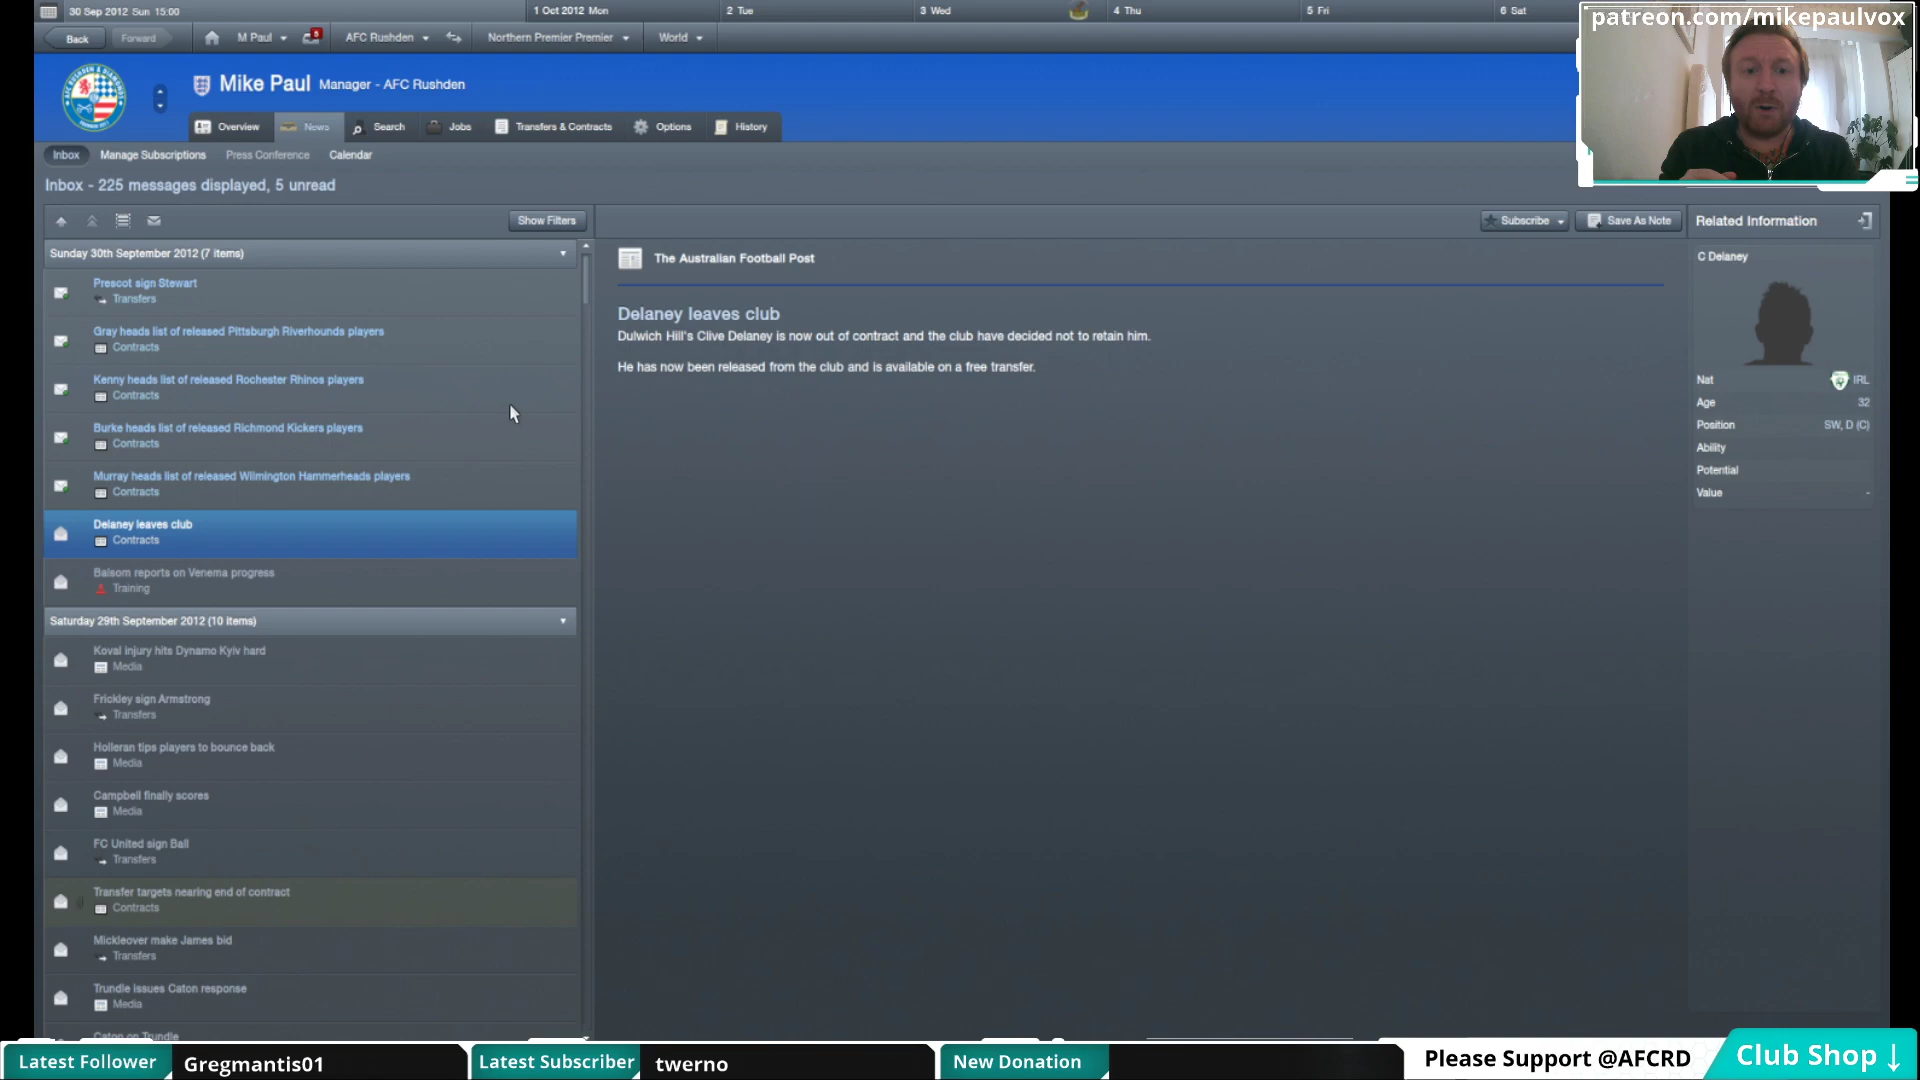 30 Sep 2012 Sun 15:00
1 Oct 2012 Mon
2 Tue
3 Wed
4 Thu
5 Fri
6 Sat
patreon.com/mikepaulvox
Back
Forward
M Paul
AFC Rushden
Northern Premier Premier
World
Mike Paul Manager - AFC Rushden
Overview
News
Search
Jobs
Transfers & Contracts
Options
History
Inbox
Manage Subscriptions
Press Conference
Calendar
Inbox - 225 messages displayed, 5 unread
Show Filters
Subscribe
Save As Note
Related Information
Sunday 30th September 2012 (7 items)
Prescot sign Stewart
Transfers
Gray heads list of released Pittsburgh Riverhounds players
Contracts
Kenny heads list of released Rochester Rhinos players
Contracts
Burke heads list of released Richmond Kickers players
Contracts
Murray heads list of released Wilmington Hammerheads players
Contracts
Delaney leaves club
Contracts
Balsom reports on Venema progress
Training
Saturday 29th September 2012 (10 items)
Koval injury hits Dynamo Kyiv hard
Media
Frickley sign Armstrong
Transfers
Holleran tips players to bounce back
Media
Campbell finally scores
Media
FC United sign Ball
Transfers
Transfer targets nearing end of contract
Contracts
Mickleover make James bid
Transfers
Trundle issues Caton response
Media
Caton on Trundle
The Australian Football Post
Delaney leaves club
Dulwich Hill's Clive Delaney is now out of contract and the club have decided not to retain him.
He has now been released from the club and is available on a free transfer.
C Delaney
Nat IRL
Age 32
Position SW, D (C)
Ability
Potential
Value -
Latest Follower
Gregmantis01
Latest Subscriber
twerno
New Donation
Please Support @AFCRD
Club Shop ↓